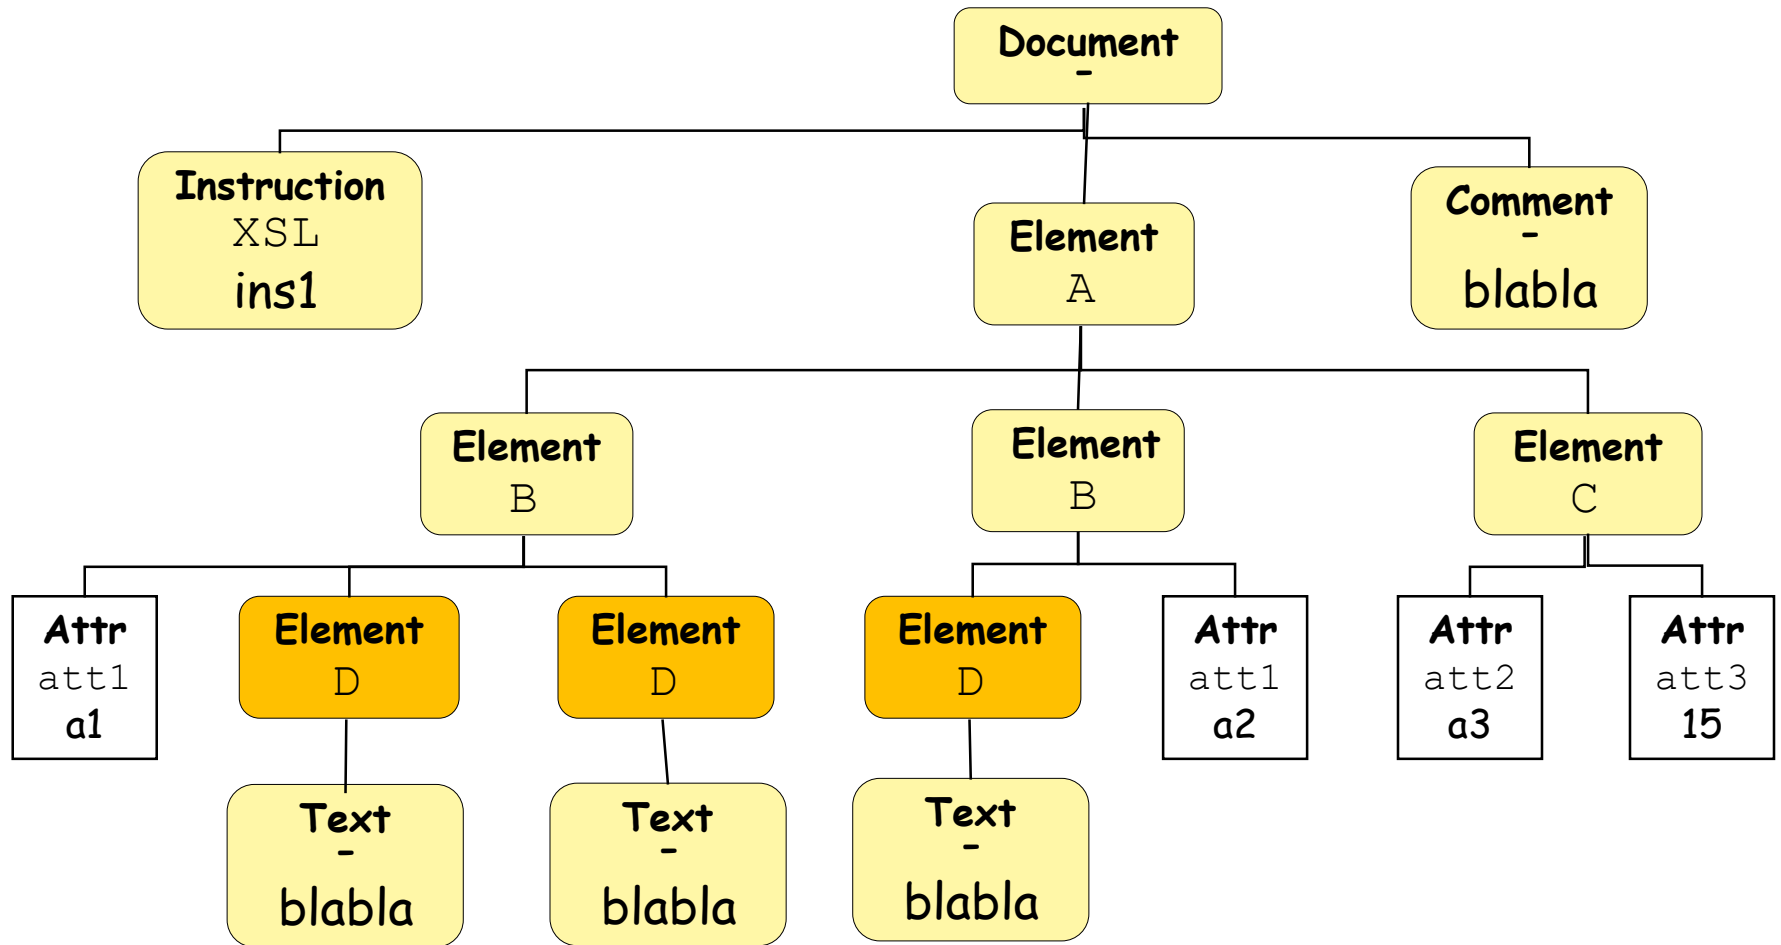 Document
-
Instruction
XSL
ins1
Element
A
Comment
-
blabla
Element
B
Element
B
Element
C
Attr
att1
a1
Element
D
Element
D
Element
D
Attr
att1
a2
Attr
att2
a3
Attr
att3
15
Text
-
blabla
Text
-
blabla
Text
-
blabla